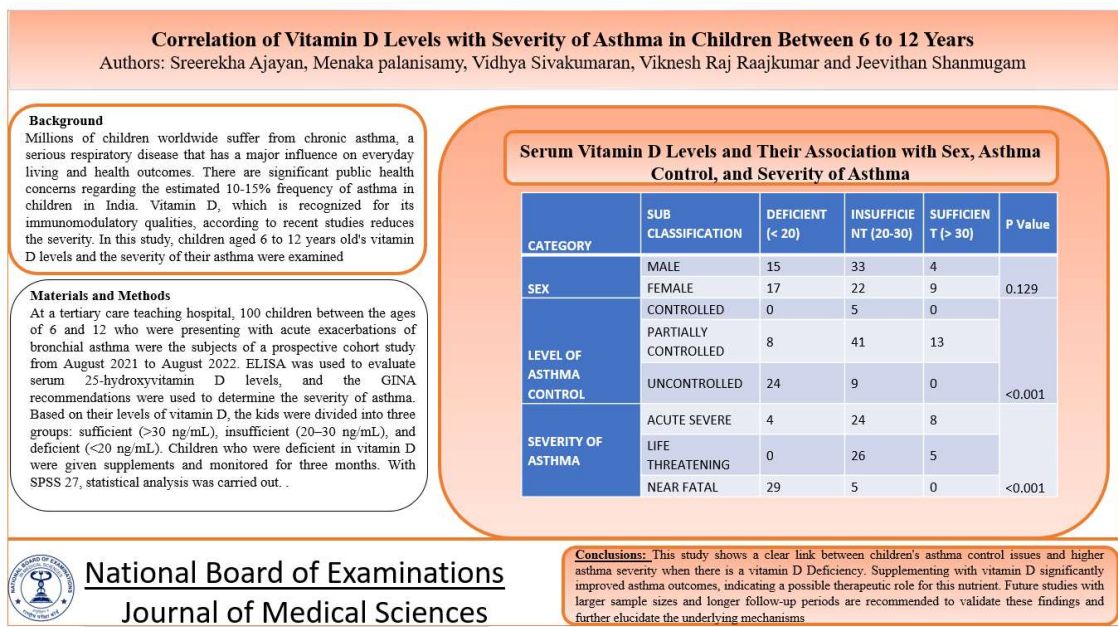 Correlation of Vitamin D Levels with Severity of Asthma in Children Between 6 to 12 Years
Authors: Sreerekha Ajayan, Menaka palanisamy, Vidhya Sivakumaran, Viknesh Raj Raajkumar and Jeevithan Shanmugam
Background
Millions of children worldwide suffer from chronic asthma, a
serious respiratory disease that has a major influence on everyday
living and health outcomes. There are significant public health
concerns regarding the estimated 10-15% frequency of asthma in
children in India. Vitamin D, which is recognized for its
immunomodulatory qualities, according to recent studies reduces
the severity. In this study, children aged 6 to 12 years old's vitamin
D levels and the severity of their asthma were examined
Materials and Methods
At a tertiary care teaching hospital, 100 children between the ages
of 6 and 12 who were presenting with acute exacerbations of
bronchial asthma were the subjects of a prospective cohort study
from August 2021 to August 2022. ELISA was used to evaluate
serum 25-hydroxyvitamin D levels, and the GINA
recommendations were used to determine the severity of asthma.
Based on their levels of vitamin D, the kids were divided into three
groups: sufficient (>30 ng/mL), insufficient (20–30 ng/mL), and
deficient (<20 ng/mL). Children who were deficient in vitamin D
were given supplements and monitored for three months. With
SPSS 27, statistical analysis was carried out. .
Serum Vitamin D Levels and Their Association with Sex, Asthma
Control, and Severity of Asthma
CATEGORY SUB CLASSIFICATION DEFICIENT (< 20) INSUFFICIE NT (20-30) SUFFICIEN T (> 30) P Value
SEX MALE 15 33 4
FEMALE 17 22 9 0.129
LEVEL OF ASTHMA CONTROL CONTROLLED 0 5 0
PARTIALLY CONTROLLED 8 41 13
UNCONTROLLED 24 9 0 <0.001
SEVERITY OF ASTHMA ACUTE SEVERE 4 24 8
LIFE THREATENING 0 26 5
NEAR FATAL 29 5 0 <0.001
National Board of Examinations
Journal of Medical Sciences
Conclusions: This study shows a clear link between children's asthma control issues and higher
asthma severity when there is a vitamin D Deficiency. Supplementing with vitamin D significantly
improved asthma outcomes, indicating a possible therapeutic role for this nutrient. Future studies with
larger sample sizes and longer follow-up periods are recommended to validate these findings and
further elucidate the underlying mechanisms